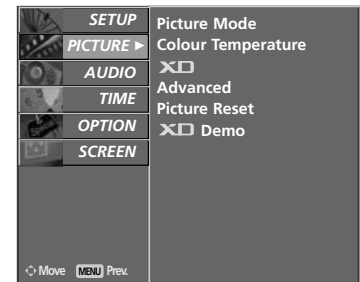 SETUP
PICTURE ►
AUDIO
TIME
OPTION
SCREEN
Move MENU Prev.
Picture Mode
Colour Temperature
XD
Advanced
Picture Reset
XD Demo